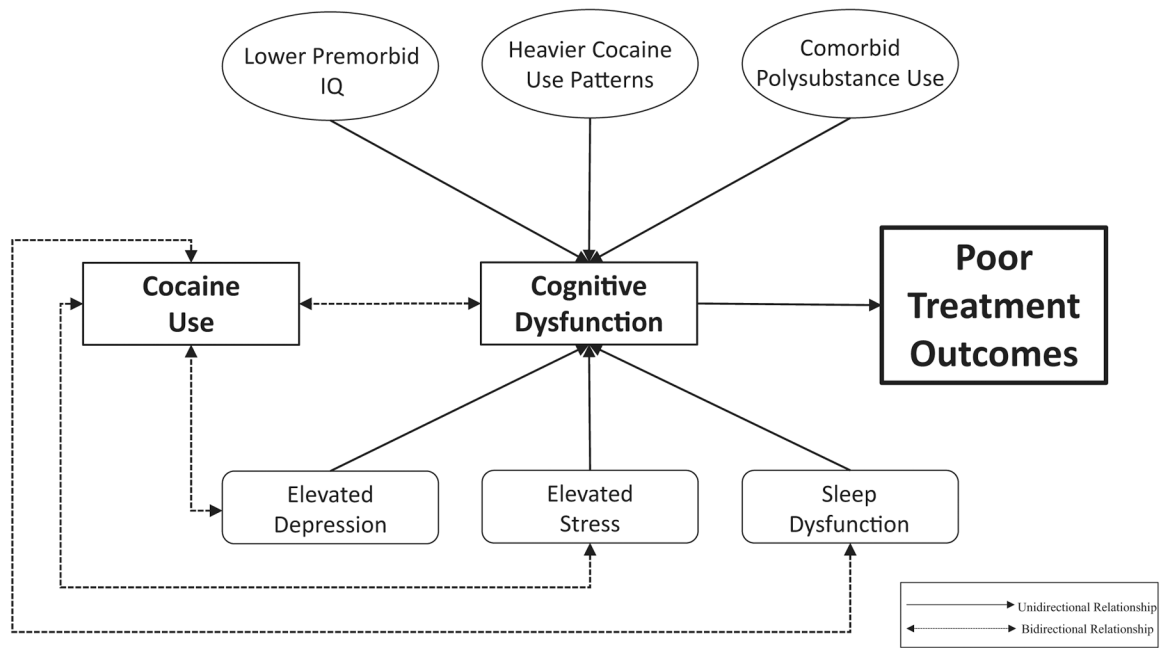 Lower Premorbid
IQ
Heavier Cocaine
Use Patterns
Comorbid
Polysubstance Use
Cocaine
Use
Cognitive
Dysfunction
Poor
Treatment
Outcomes
Elevated
Depression
Elevated
Stress
Sleep
Dysfunction
Unidirectional Relationship
Bidirectional Relationship